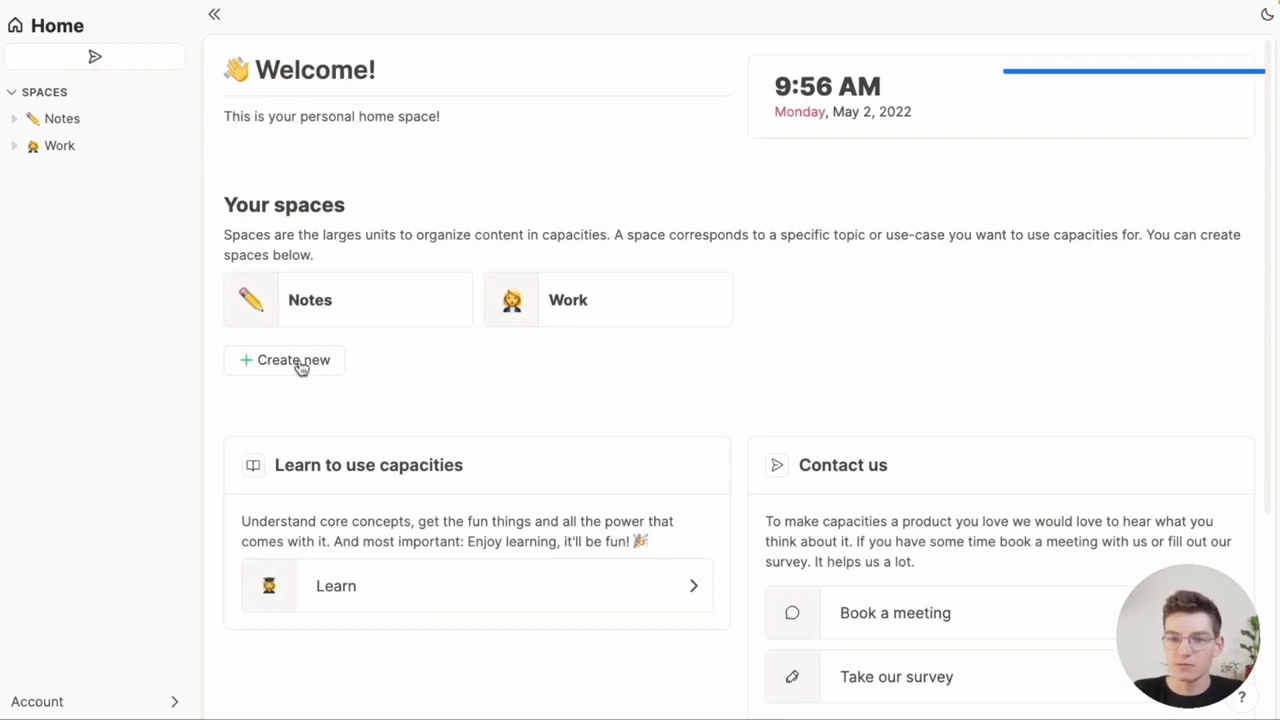 Home
SPACES
Notes
Work
Account
Welcome!
This is your personal home space!
9:56 AM
Monday, May 2, 2022
Your spaces
Spaces are the larges units to organize content in capacities. A space corresponds to a specific topic or use-case you want to use capacities for. You can create
spaces below.
Notes
Work
+ Create new
Learn to use capacities
Understand core concepts, get the fun things and all the power that
comes with it. And most important: Enjoy learning, it'll be fun! 🎉
Learn
Contact us
To make capacities a product you love we would love to hear what you
think about it. If you have some time book a meeting with us or fill out our
survey. It helps us a lot.
Book a meeting
Take our survey
?